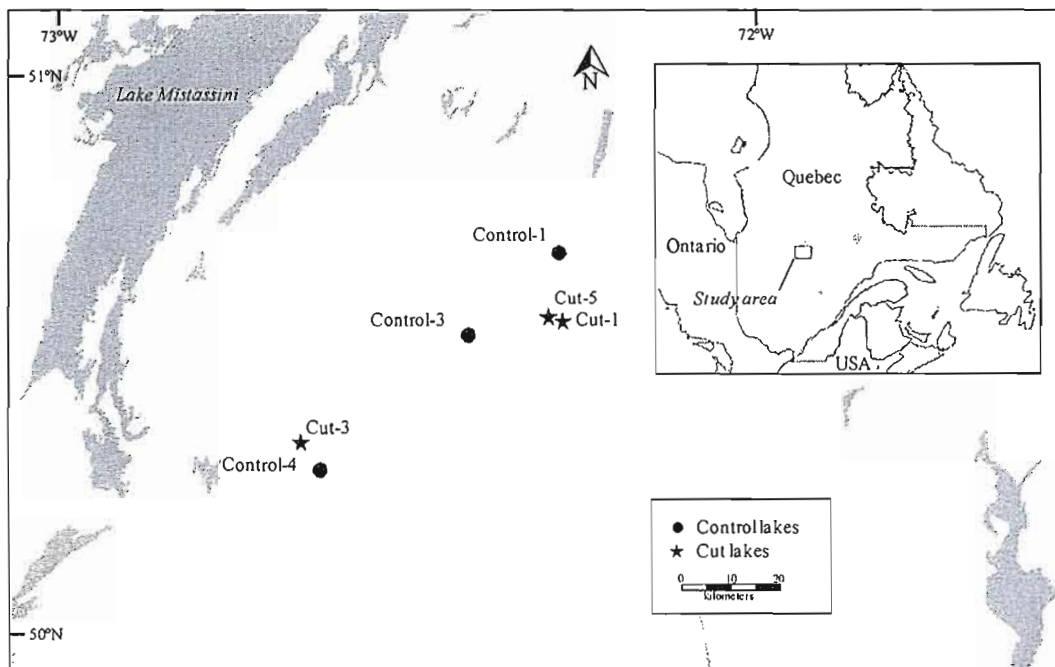 73°W
72°W
51°N
Lake Mistassini
N
Quebec
Ontario
Study area
USA
Control-1
Cut-5
Cut-1
Control-3
Cut-3
Control-4
Control lakes
Cut lakes
0 10 20
kilometers
50°N